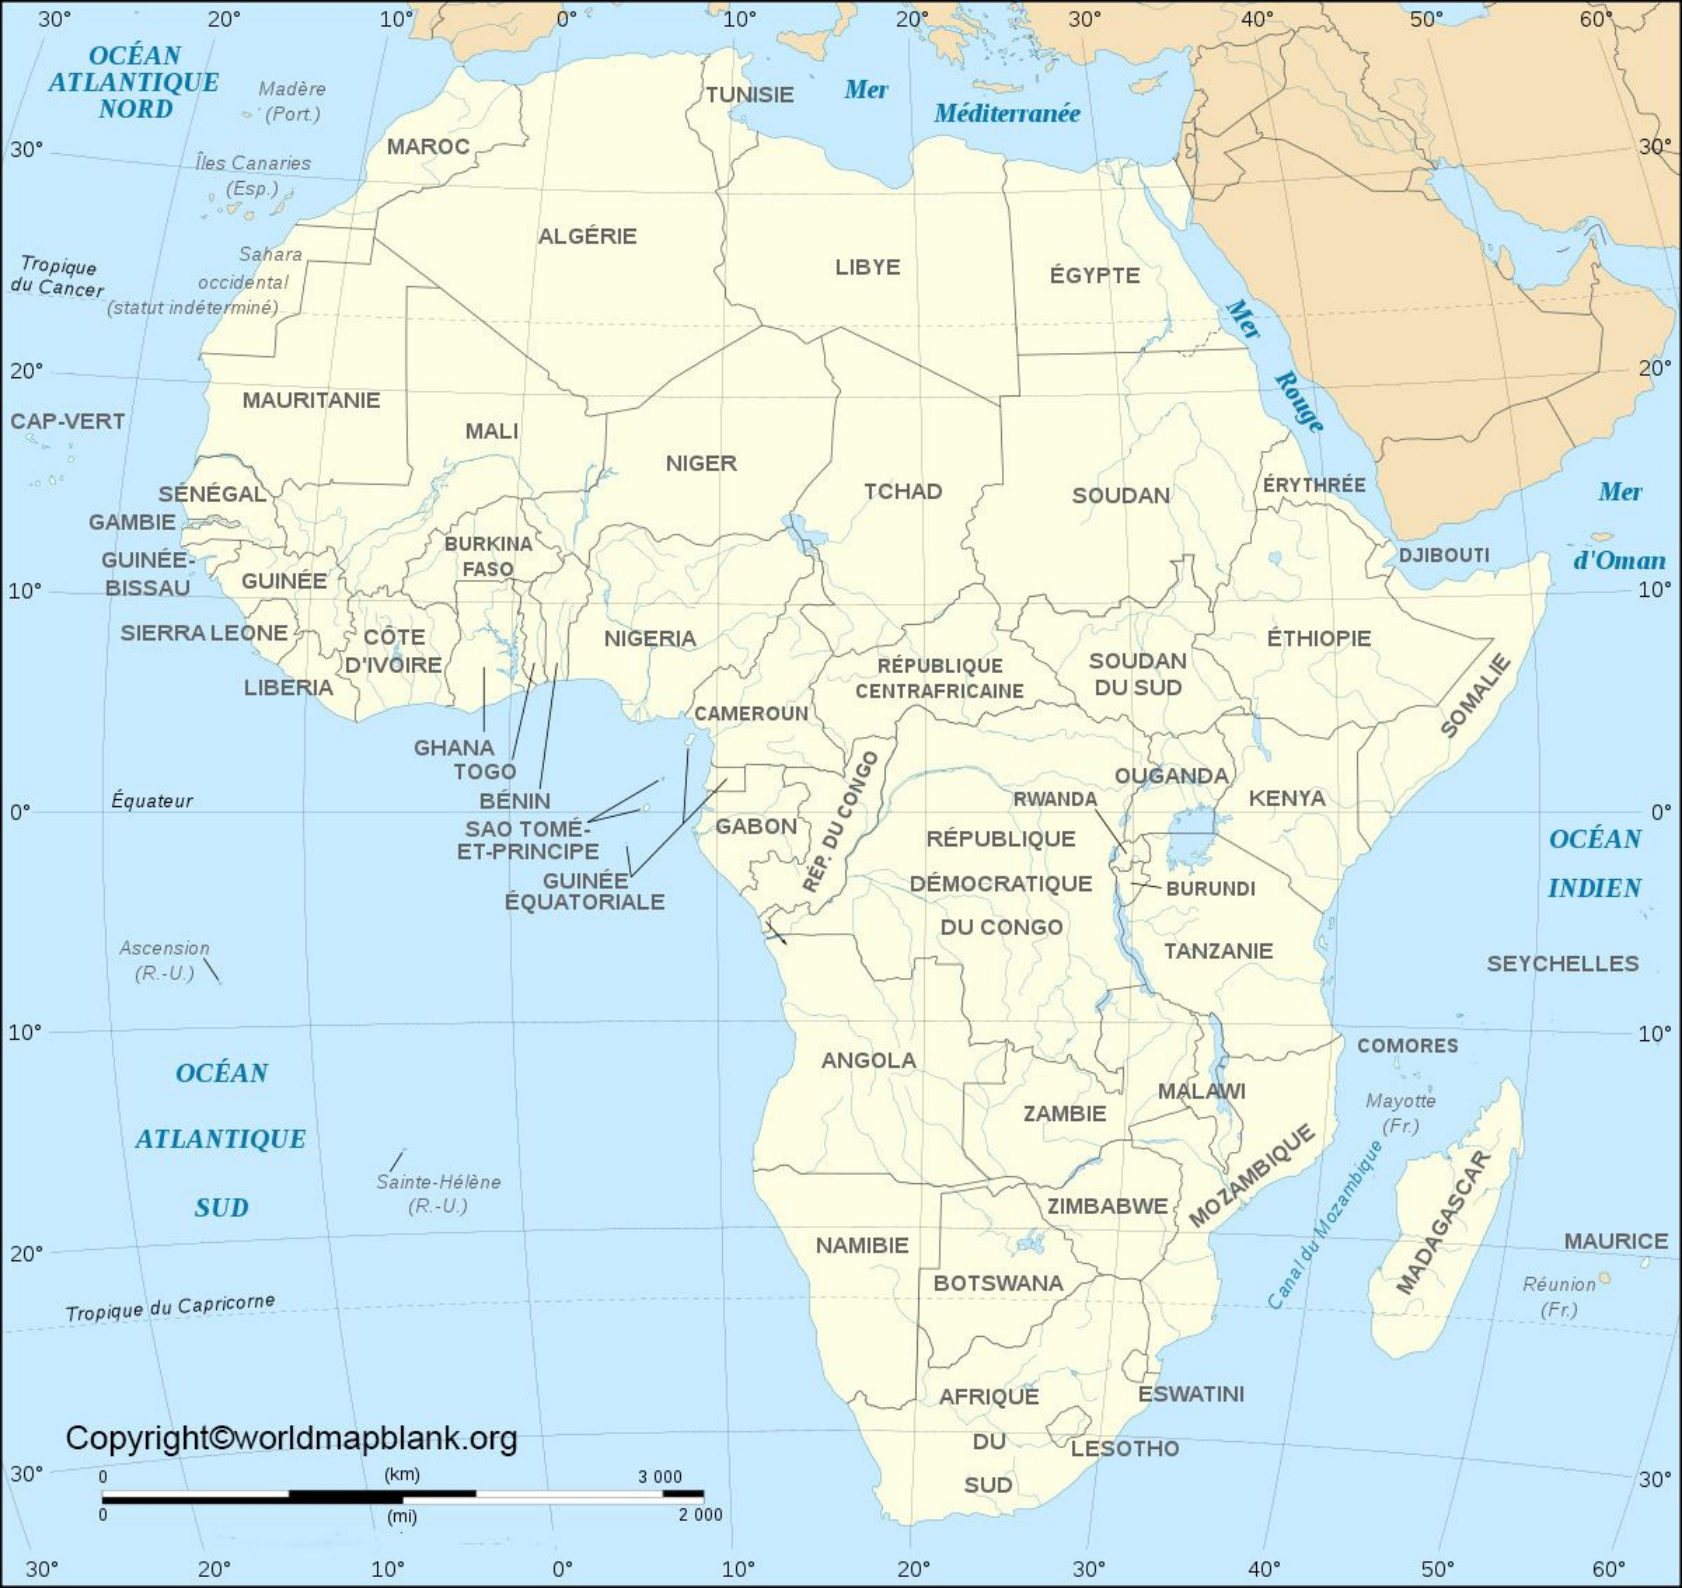 30° 20° 10° 0° 10° 20° 30° 40° 50° 60°
OCÉAN
ATLANTIQUE
NORD
Madère
(Port.)
TUNISIE
Mer
Méditerranée
MAROC
30°
30°
Îles Canaries
(Esp.)
ALGÉRIE
LIBYE
ÉGYPTE
Sahara
occidental
(statut indéterminé)
Tropique
du Cancer
Mer
Rouge
20°
20°
MAURITANIE
CAP-VERT
MALI
NIGER
TCHAD
SOUDAN
ÉRYTHRÉE
Mer
d'Oman
SÉNÉGAL
GAMBIE
GUINÉE-
BISSAU
GUINÉE
BURKINA
FASO
DJIBOUTI
10°
10°
SIERRA LEONE
CÔTE
D'IVOIRE
NIGERIA
RÉPUBLIQUE
CENTRAFRICAINE
SOUDAN
DU SUD
ÉTHIOPIE
SOMALIE
LIBERIA
CAMEROUN
GHANA
TOGO
BÉNIN
SAO TOMÉ-
ET-PRINCIPE
GUINÉE
ÉQUATORIALE
Équateur
0°
0°
GABON
RÉP. DU CONGO
OUGANDA
RWANDA
KENYA
RÉPUBLIQUE
DÉMOCRATIQUE
DU CONGO
BURUNDI
TANZANIE
OCÉAN
INDIEN
SEYCHELLES
Ascension
(R.-U.)
10°
10°
OCÉAN
ATLANTIQUE
SUD
ANGOLA
ZAMBIE
MALAWI
COMORES
Mayotte
(Fr.)
MOZAMBIQUE
Canal du Mozambique
MADAGASCAR
Sainte-Hélène
(R.-U.)
ZIMBABWE
NAMIBIE
BOTSWANA
MAURICE
Réunion
(Fr.)
20°
Tropique du Capricorne
AFRIQUE
DU
SUD
ESWATINI
LESOTHO
Copyright©worldmapblank.org
30°
30°
0 (km) 3 000
0 (mi) 2 000
30° 20° 10° 0° 10° 20° 30° 40° 50° 60°